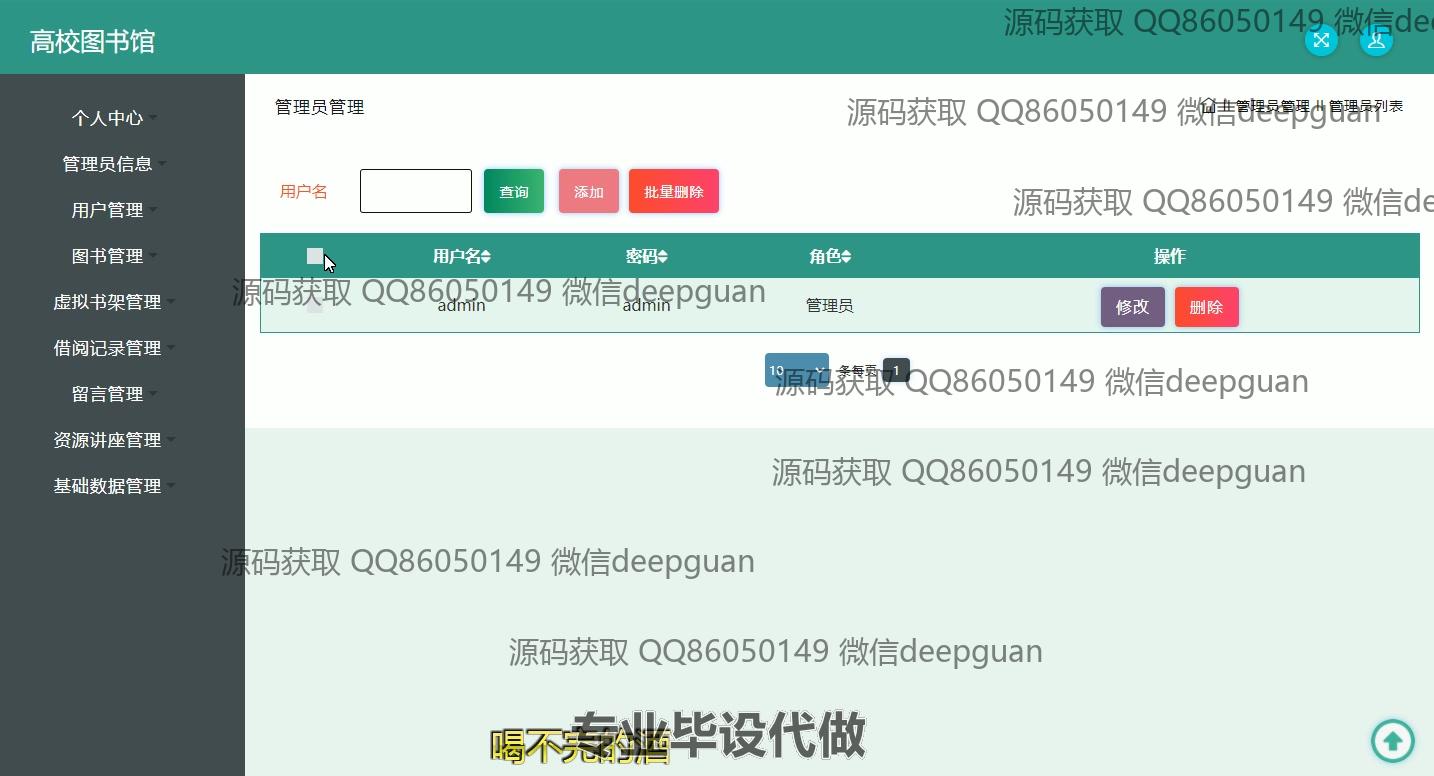 源码获取 QQ86050149 微信dee
高校图书馆
个人中心
管理员信息
用户管理
图书管理
虚拟书架管理
借阅记录管理
留言管理
资源讲座管理
基础数据管理
管理员管理
源码获取 QQ86050149 微信deepguan
// 管理员管理 // 管理员列表
源码获取 QQ86050149 微信de
用户名 查询 添加 批量删除
用户名 密码 角色 操作
源码获取 QQ86050149 微信deepguan
admin admin 管理员 修改 删除
10 条每页 1
源码获取 QQ86050149 微信deepguan
源码获取 QQ86050149 微信deepguan
源码获取 QQ86050149 微信deepguan
源码获取 QQ86050149 微信deepguan
专业毕设代做
喝不完的酒